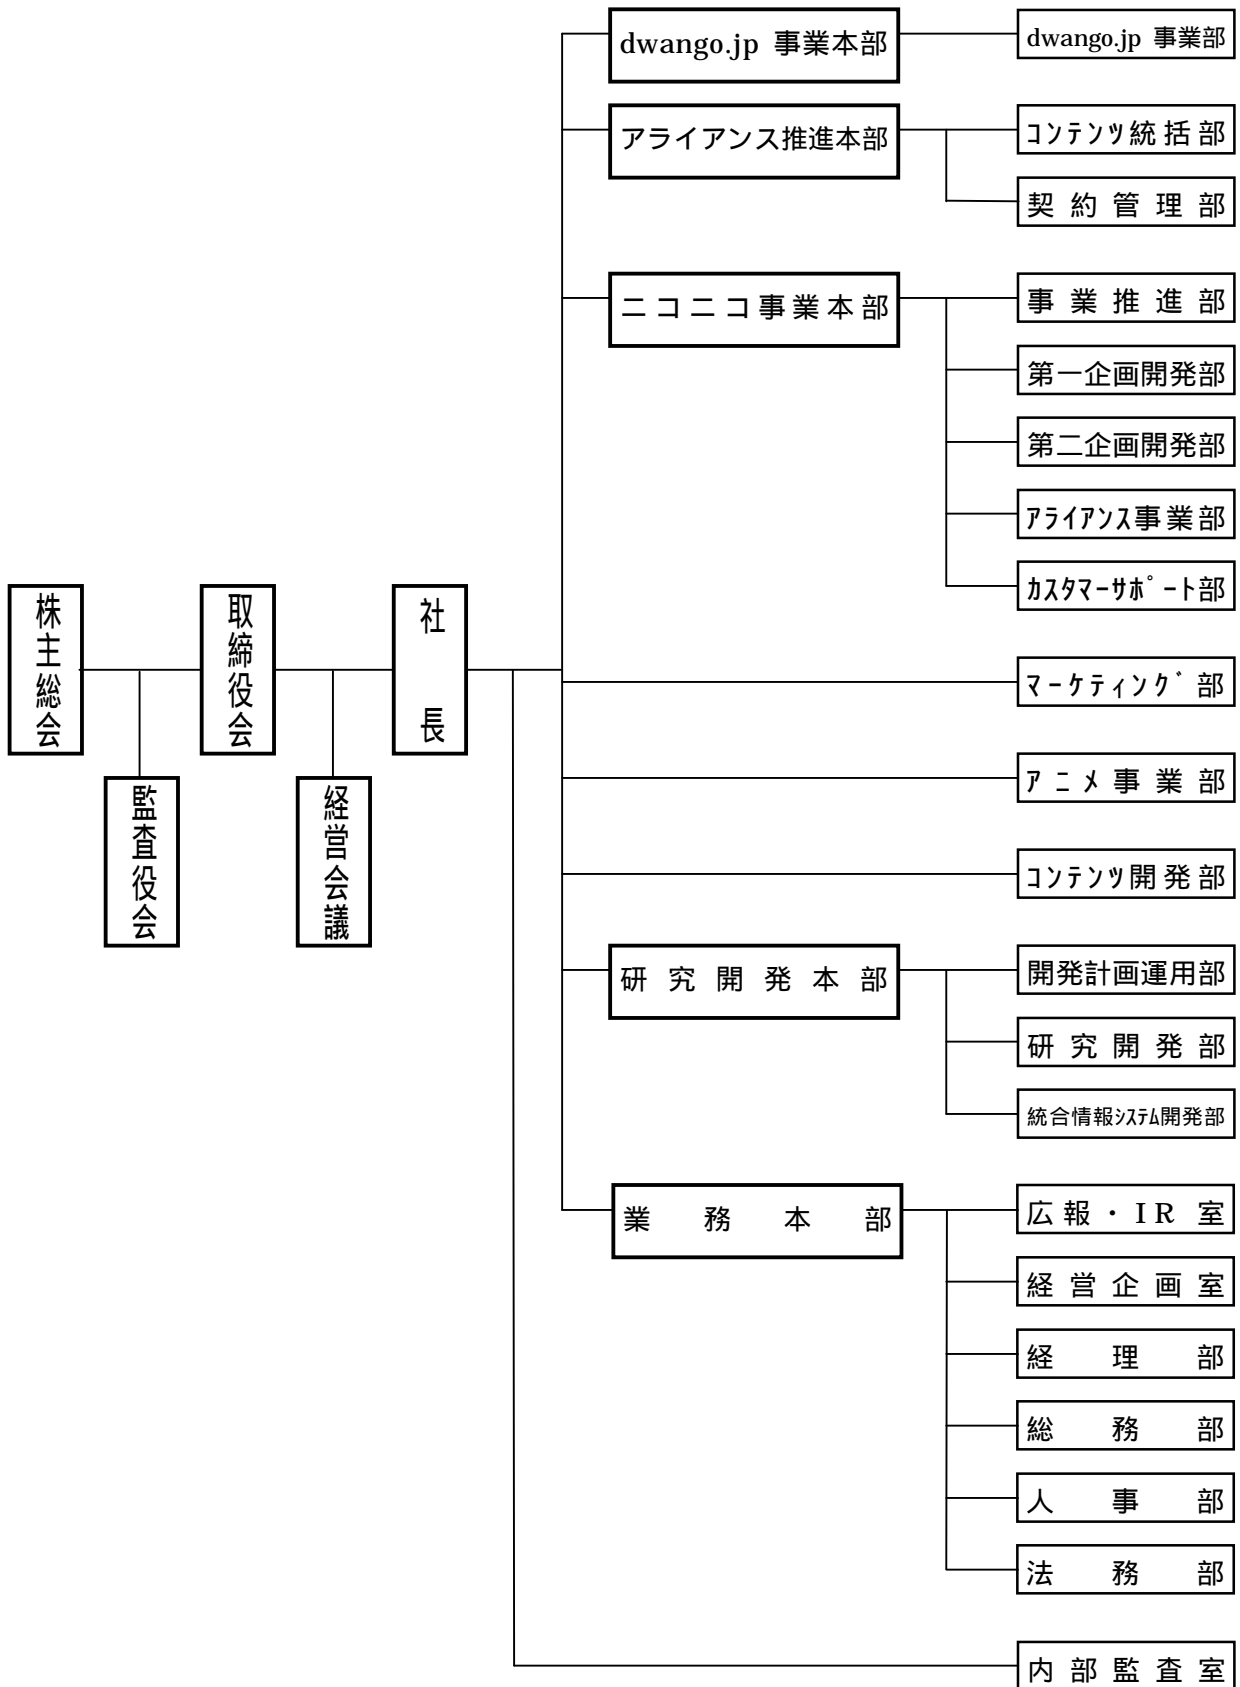 dwango.jp 事業本部
dwango.jp 事業部
アライアンス推進本部
コンテンツ統括部
契約管理部
ニコニコ事業本部
事業推進部
第一企画開発部
第二企画開発部
アライアンス事業部
カスタマーサポート部
株主総会
取締役会
社長
監査役会
経営会議
マーケティング部
アニメ事業部
コンテンツ開発部
研究開発本部
開発計画運用部
研究開発部
統合情報システム開発部
業務本部
広報・IR 室
経営企画室
経理部
総務部
人事部
法務部
内部監査室